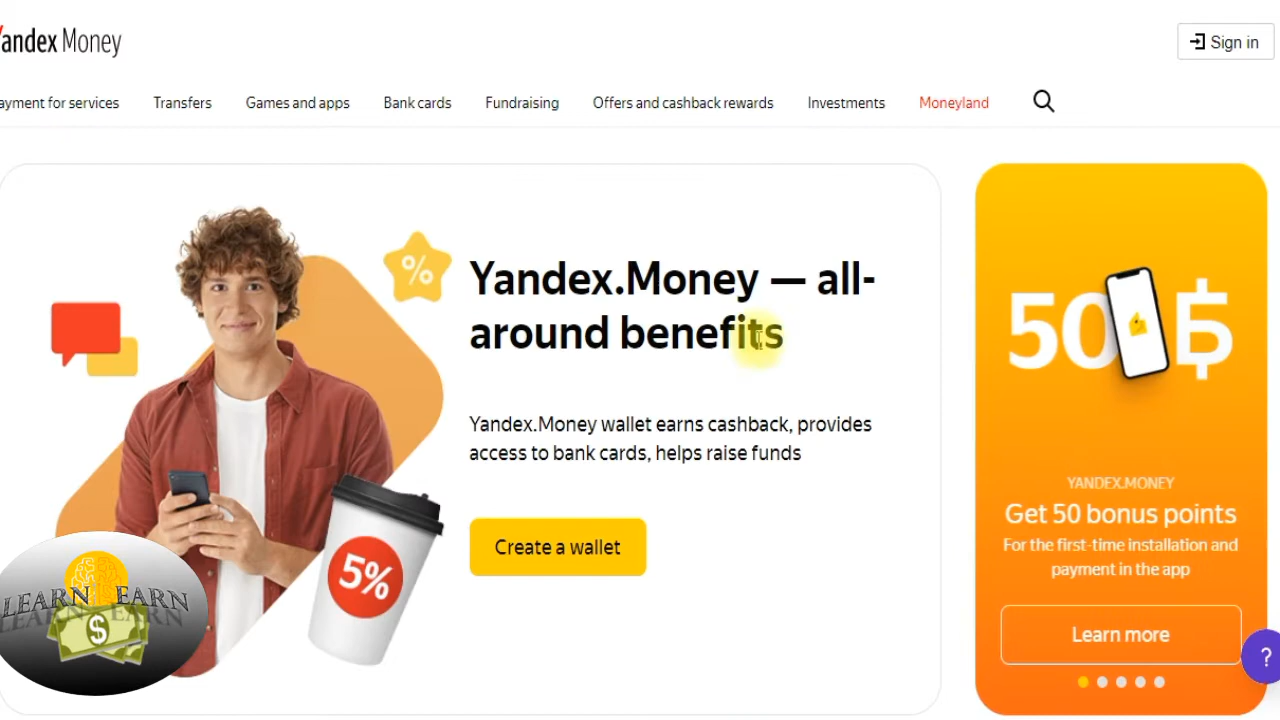 Yandex Money
Sign in
ayment for services
Transfers
Games and apps
Bank cards
Fundraising
Offers and cashback rewards
Investments
Moneyland
%
Yandex.Money — all-
around benefits
Yandex.Money wallet earns cashback, provides
access to bank cards, helps raise funds
Create a wallet
5%
LEARN EARN
LEARN EARN
$
50
YANDEX.MONEY
Get 50 bonus points
For the first-time installation and
payment in the app
Learn more
?